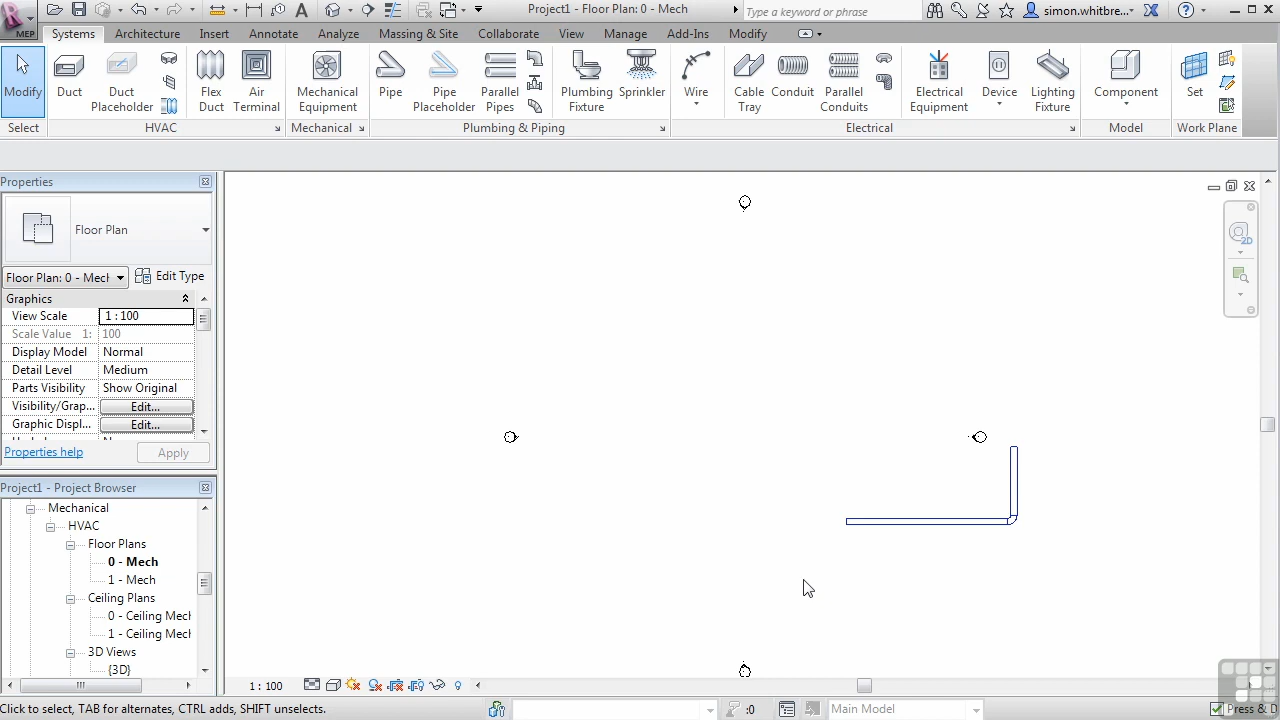 Project1 - Floor Plan: 0 - Mech
Type a keyword or phrase
simon.whitbre...
MEP
Systems Architecture Insert Annotate Analyze Massing & Site Collaborate View Manage Add-Ins Modify
Modify
Duct
Duct Placeholder
Flex Duct
Air Terminal
Mechanical Equipment
Pipe
Pipe Placeholder
Parallel Pipes
Plumbing Fixture
Sprinkler
Wire
Cable Tray
Conduit
Parallel Conduits
Electrical Equipment
Device
Lighting Fixture
Component
Set
Select HVAC Mechanical Plumbing & Piping Electrical Model Work Plane
Properties
Floor Plan
Floor Plan: 0 - Mech
Edit Type
Graphics
View Scale 1 : 100
Scale Value 1: 100
Display Model Normal
Detail Level Medium
Parts Visibility Show Original
Visibility/Grap... Edit...
Graphic Displ... Edit...
Properties help Apply
Project1 - Project Browser
Mechanical
HVAC
Floor Plans
0 - Mech
1 - Mech
Ceiling Plans
0 - Ceiling Mech
1 - Ceiling Mech
3D Views
{3D}
2D
1 : 100
Click to select, TAB for alternates, CTRL adds, SHIFT unselects.
:0
Main Model
Press & D